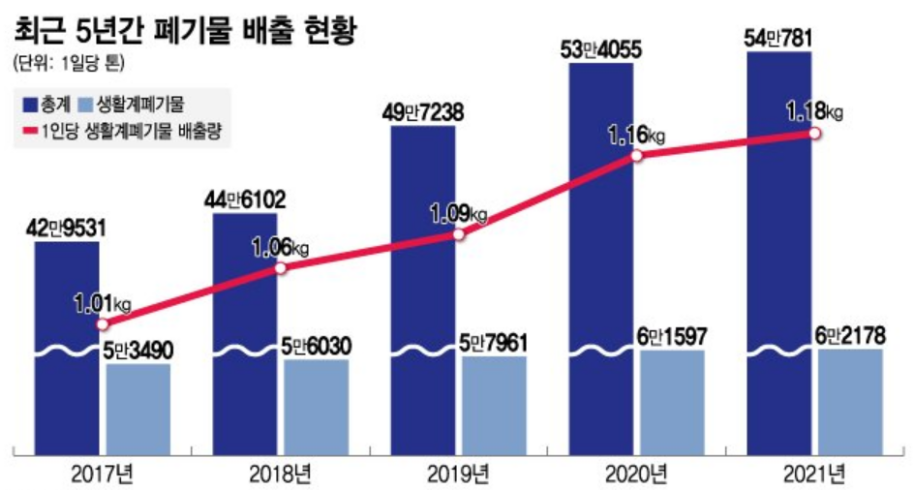 최근 5년간 폐기물 배출 현황
(단위: 1일당 톤)
총계 생활계폐기물
1인당 생활계폐기물 배출량
42만9531
44만6102
49만7238
53만4055
54만781
1.01kg
1.06kg
1.09kg
1.16kg
1.18kg
5만3490
5만6030
5만7961
6만1597
6만2178
2017년 2018년 2019년 2020년 2021년